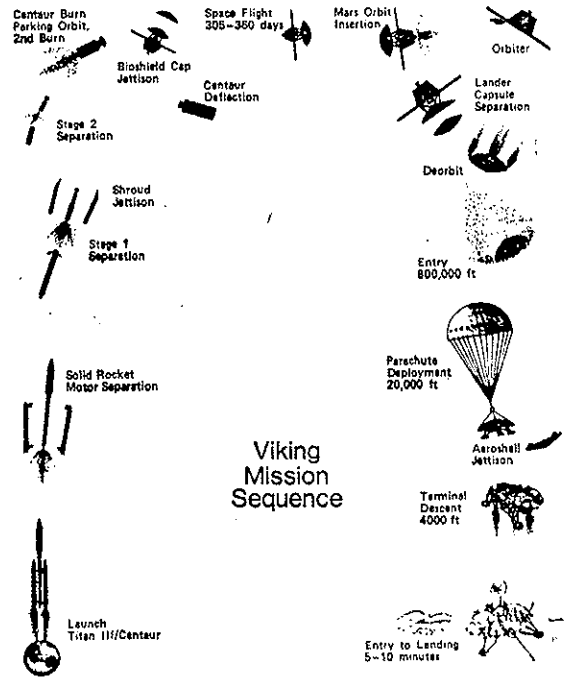 Centaur Burn
Parking Orbit,
2nd Burn
Bioshield Cap
Jettison
Space Flight
305-360 days
Mars Orbit
Insertion
Orbiter
Centaur
Deflection
Lander
Capsule
Separation
Stage 2
Separation
Deorbit
Shroud
Jettison
Stage 1
Separation
Entry
800,000 ft
Solid Rocket
Motor Separation
Parachute
Deployment
20,000 ft
Aeroshell
Jettison
Viking
Mission
Sequence
Terminal
Descent
4000 ft
Launch
Titan III/Centaur
Entry to Landing
5-10 minutes